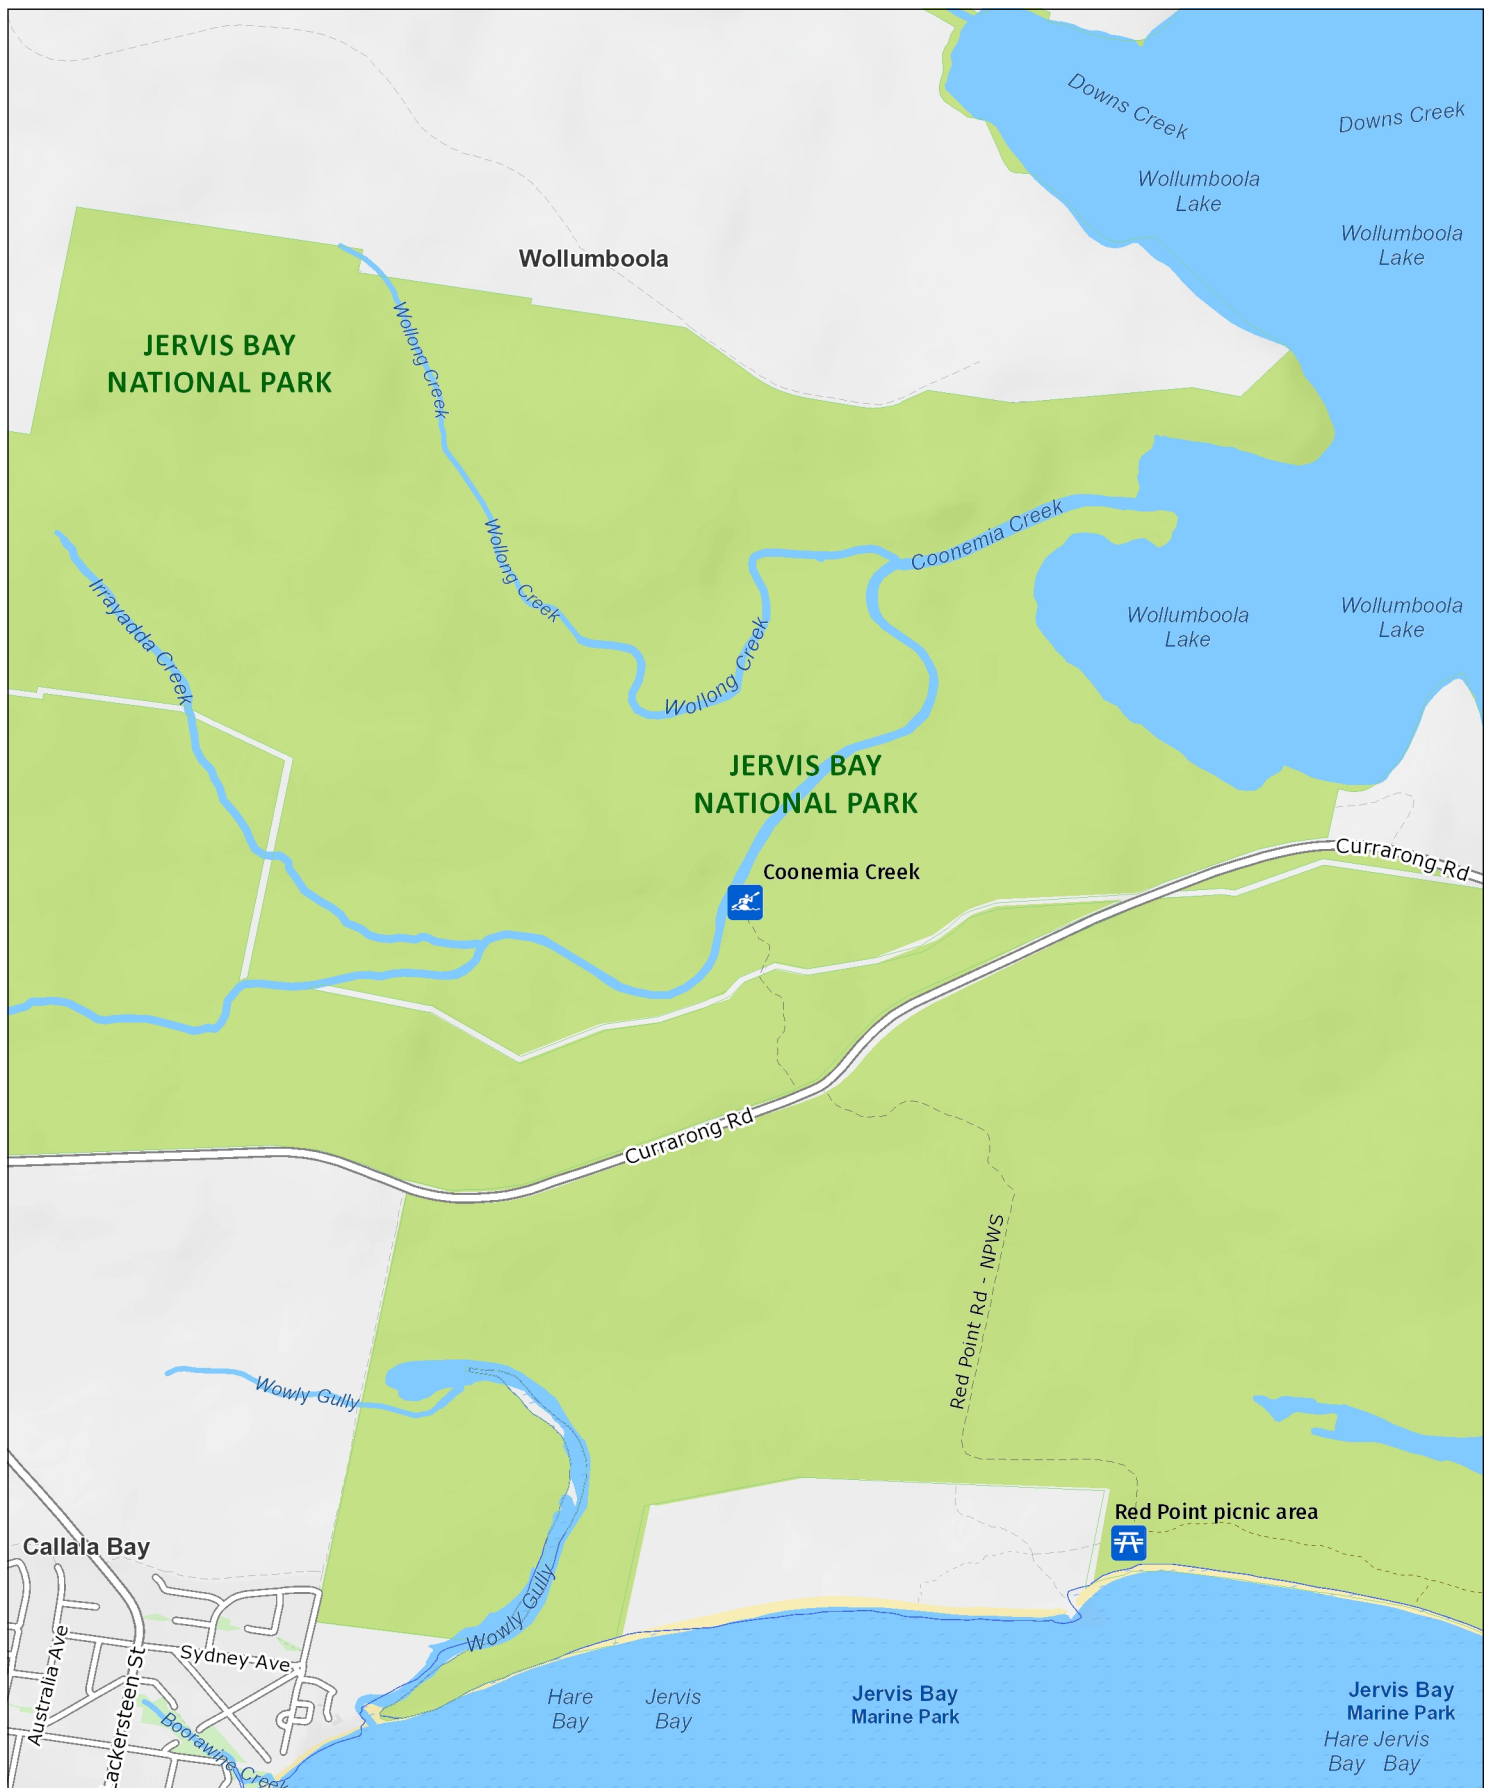 Downs Creek
Downs Creek
Wollumboola
Lake
Wollumboola
Lake
Wollumboola
JERVIS BAY
NATIONAL PARK
Wollong Creek
Wollong Creek
Coonemia Creek
Irrayadda Creek
Wollong Creek
Wollumboola
Lake
Wollumboola
Lake
JERVIS BAY
NATIONAL PARK
Coonemia Creek
Currarong Rd
Currarong Rd
Red Point Rd - NPWS
Wowly Gully
Red Point picnic area
Callala Bay
Wowly Gully
Australia Ave
Sydney Ave
Lackersteen St
Boorawine Creek
Hare
Bay
Jervis
Bay
Jervis Bay
Marine Park
Jervis Bay
Marine Park
Hare
Bay
Jervis
Bay